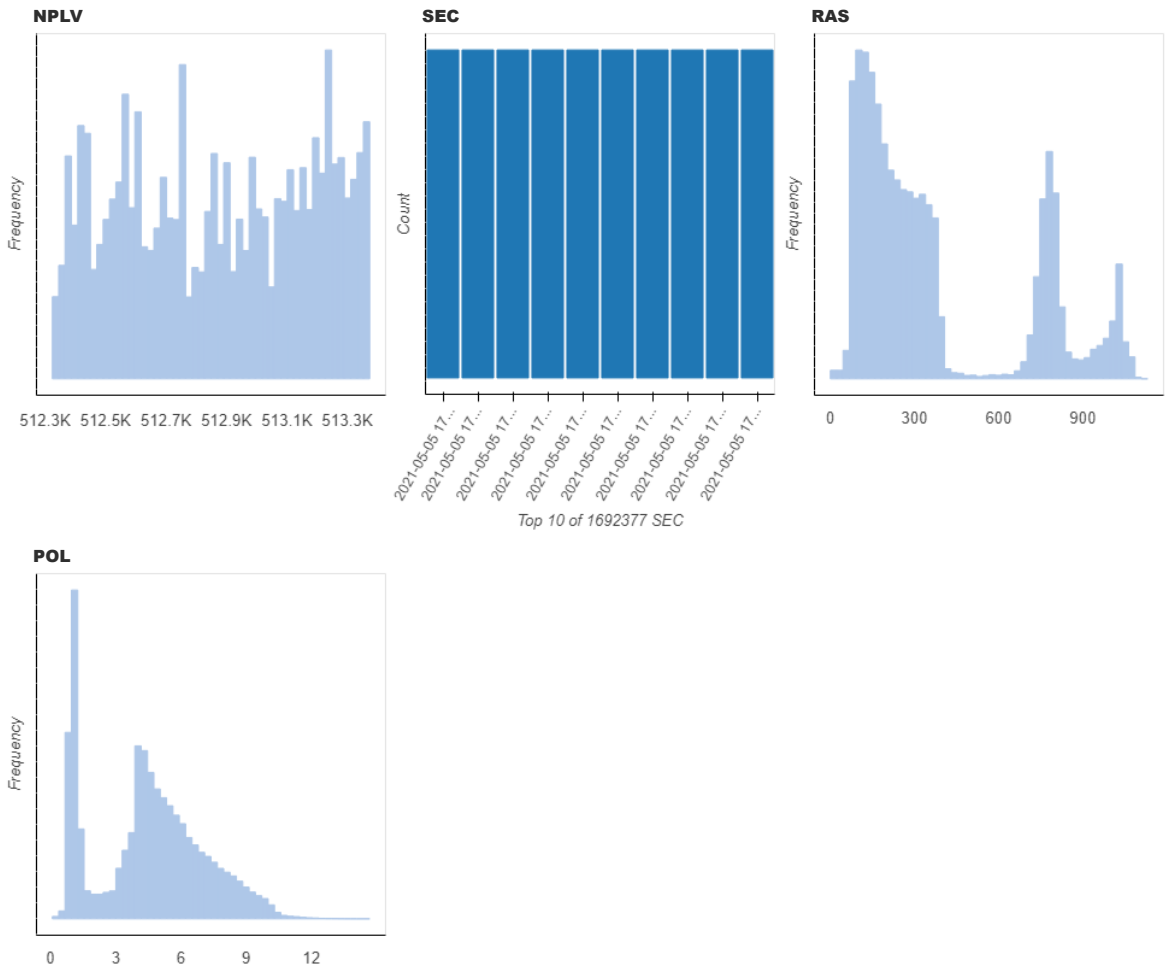 NPLV
SEC
RAS
Frequency
Count
Frequency
512.3K 512.5K 512.7K 512.9K 513.1K 513.3K
2021-05-05 17...
2021-05-05 17...
2021-05-05 17...
2021-05-05 17...
2021-05-05 17...
2021-05-05 17...
2021-05-05 17...
2021-05-05 17...
2021-05-05 17...
2021-05-05 17...
0 300 600 900
Top 10 of 1692377 SEC
POL
Frequency
0 3 6 9 12